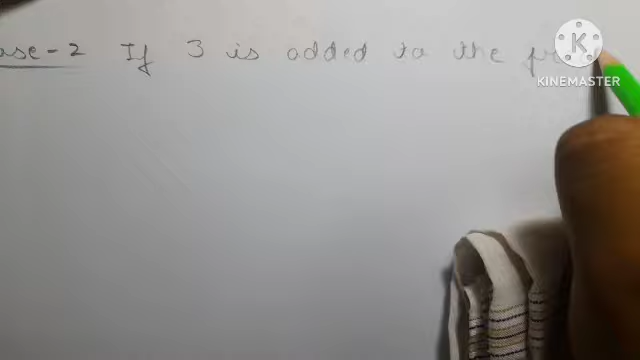 ase-2 If 3 is added to the
KINEMASTER